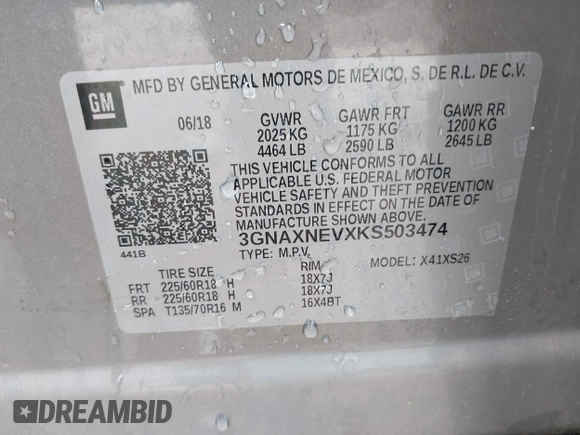 GM
MFD BY GENERAL MOTORS DE MEXICO, S. DE R.L. DE C.V.
06/18 GVWR GAWR FRT GAWR RR
2025 KG 1175 KG 1200 KG
4464 LB 2590 LB 2645 LB
THIS VEHICLE CONFORMS TO ALL
APPLICABLE U.S. FEDERAL MOTOR
VEHICLE SAFETY AND THEFT PREVENTION
STANDARDS IN EFFECT ON THE DATE OF
MANUFACTURE SHOWN ABOVE.
441B 3GNAXNEVXKS503474
TYPE: M.P.V. MODEL: X41XS26
TIRE SIZE RIM
FRT 225/60R18 H 18X7J
RR 225/60R18 H 18X7J
SPA T135/70R16 M 16X4BT
DREAMBID